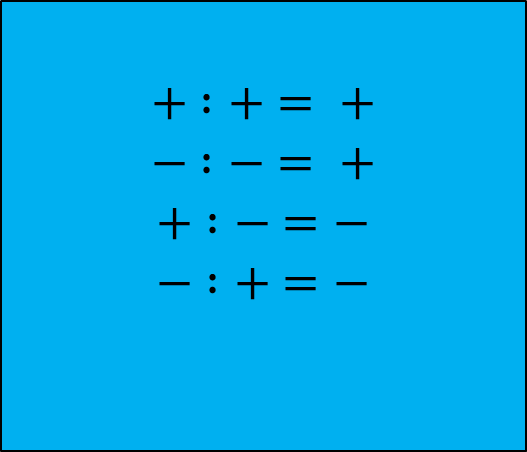 + : + = +
− : − = +
+ : − = −
− : + = −